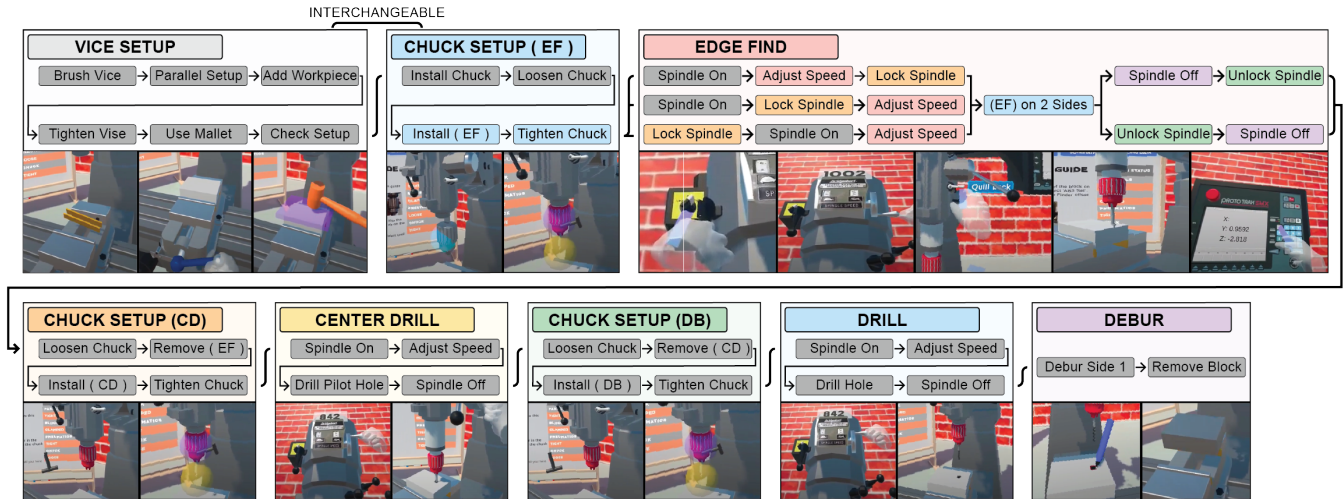 INTERCHANGEABLE
VICE SETUP
Brush Vice
Parallel Setup
Add Workpiece
Tighten Vise
Use Mallet
Check Setup
CHUCK SETUP ( EF )
Install Chuck
Loosen Chuck
Install ( EF )
Tighten Chuck
EDGE FIND
Spindle On
Adjust Speed
Lock Spindle
Spindle On
Lock Spindle
Adjust Speed
Lock Spindle
Spindle On
Adjust Speed
(EF) on 2 Sides
Spindle Off
Unlock Spindle
Unlock Spindle
Spindle Off
1002
Quill Lock
GUIDE
STATUS
PROTOTRAK
X:
Y: 0.9592
Z: -2.818
CHUCK SETUP (CD)
Loosen Chuck
Remove ( EF )
Install ( CD )
Tighten Chuck
CENTER DRILL
Spindle On
Adjust Speed
Drill Pilot Hole
Spindle Off
842
CHUCK SETUP (DB)
Loosen Chuck
Remove ( CD )
Install ( DB )
Tighten Chuck
DRILL
Spindle On
Adjust Speed
Drill Hole
Spindle Off
842
DEBUR
Debur Side 1
Remove Block